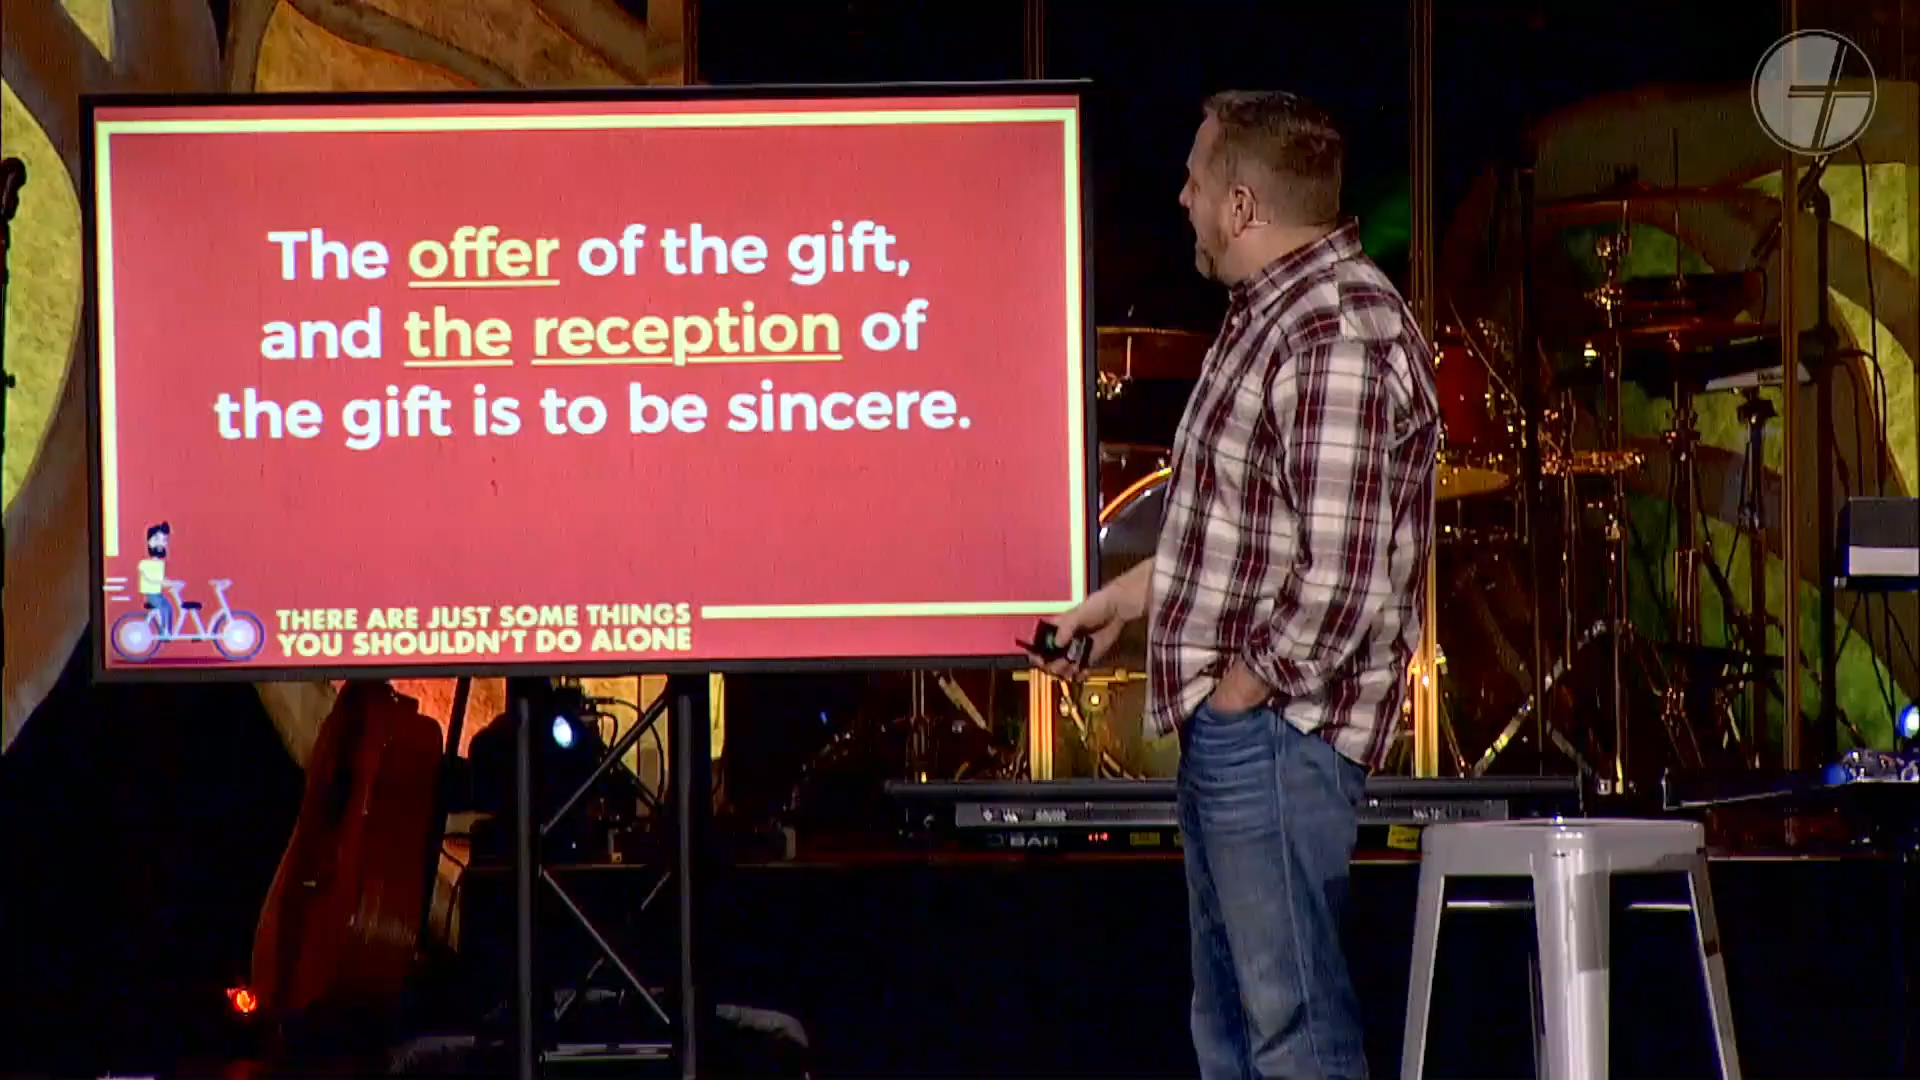 The offer of the gift,
and the reception of
the gift is to be sincere.
THERE ARE JUST SOME THINGS
YOU SHOULDN'T DO ALONE
BAR